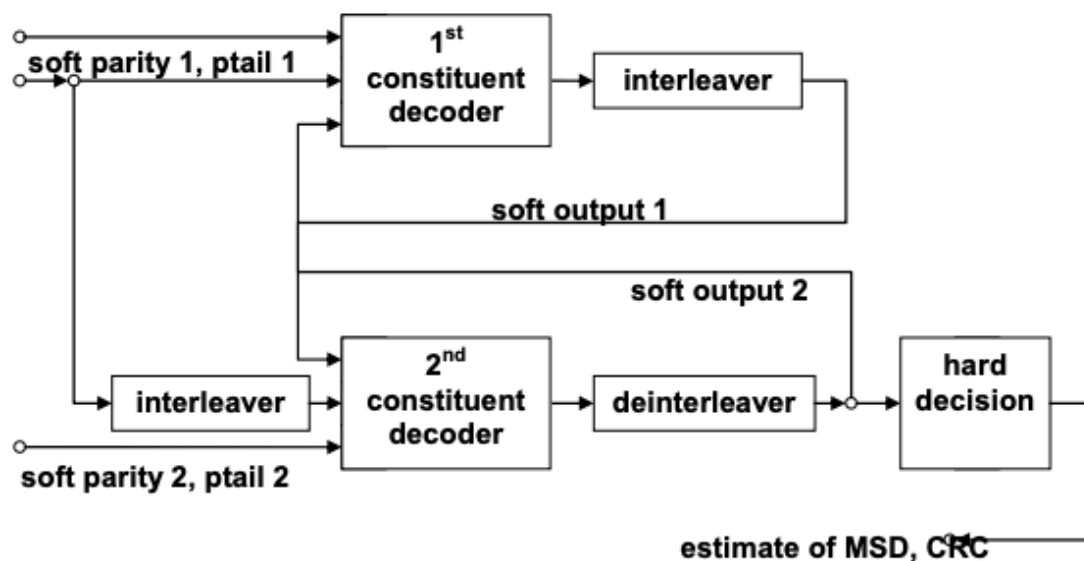 1st
constituent
decoder
soft parity 1, ptail 1
interleaver
soft output 1
soft output 2
2nd
constituent
decoder
interleaver
deinterleaver
hard
decision
soft parity 2, ptail 2
estimate of MSD, CRC